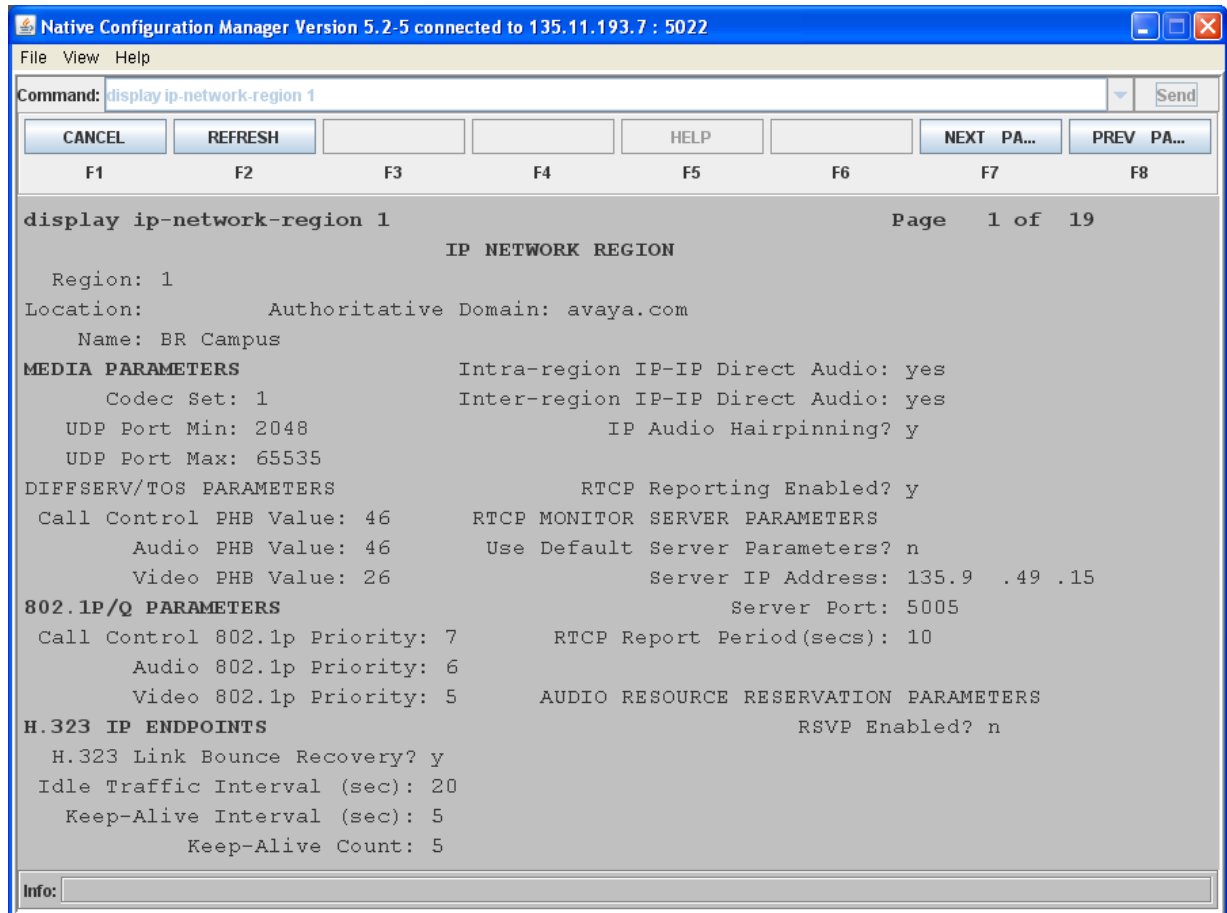 Native Configuration Manager Version 5.2-5 connected to 135.11.193.7 : 5022
File View Help
Command: display ip-network-region 1 Send
CANCEL REFRESH HELP NEXT PA... PREV PA...
F1 F2 F3 F4 F5 F6 F7 F8
display ip-network-region 1 Page 1 of 19
IP NETWORK REGION
Region: 1
Location: Authoritative Domain: avaya.com
Name: BR Campus
MEDIA PARAMETERS Intra-region IP-IP Direct Audio: yes
Codec Set: 1 Inter-region IP-IP Direct Audio: yes
UDP Port Min: 2048 IP Audio Hairpinning? y
UDP Port Max: 65535
DIFFSERV/TOS PARAMETERS RTCP Reporting Enabled? y
Call Control PHB Value: 46 RTCP MONITOR SERVER PARAMETERS
Audio PHB Value: 46 Use Default Server Parameters? n
Video PHB Value: 26 Server IP Address: 135.9 .49 .15
802.1P/Q PARAMETERS Server Port: 5005
Call Control 802.1p Priority: 7 RTCP Report Period(secs): 10
Audio 802.1p Priority: 6
Video 802.1p Priority: 5 AUDIO RESOURCE RESERVATION PARAMETERS
H.323 IP ENDPOINTS RSVP Enabled? n
H.323 Link Bounce Recovery? y
Idle Traffic Interval (sec): 20
Keep-Alive Interval (sec): 5
Keep-Alive Count: 5
Info: